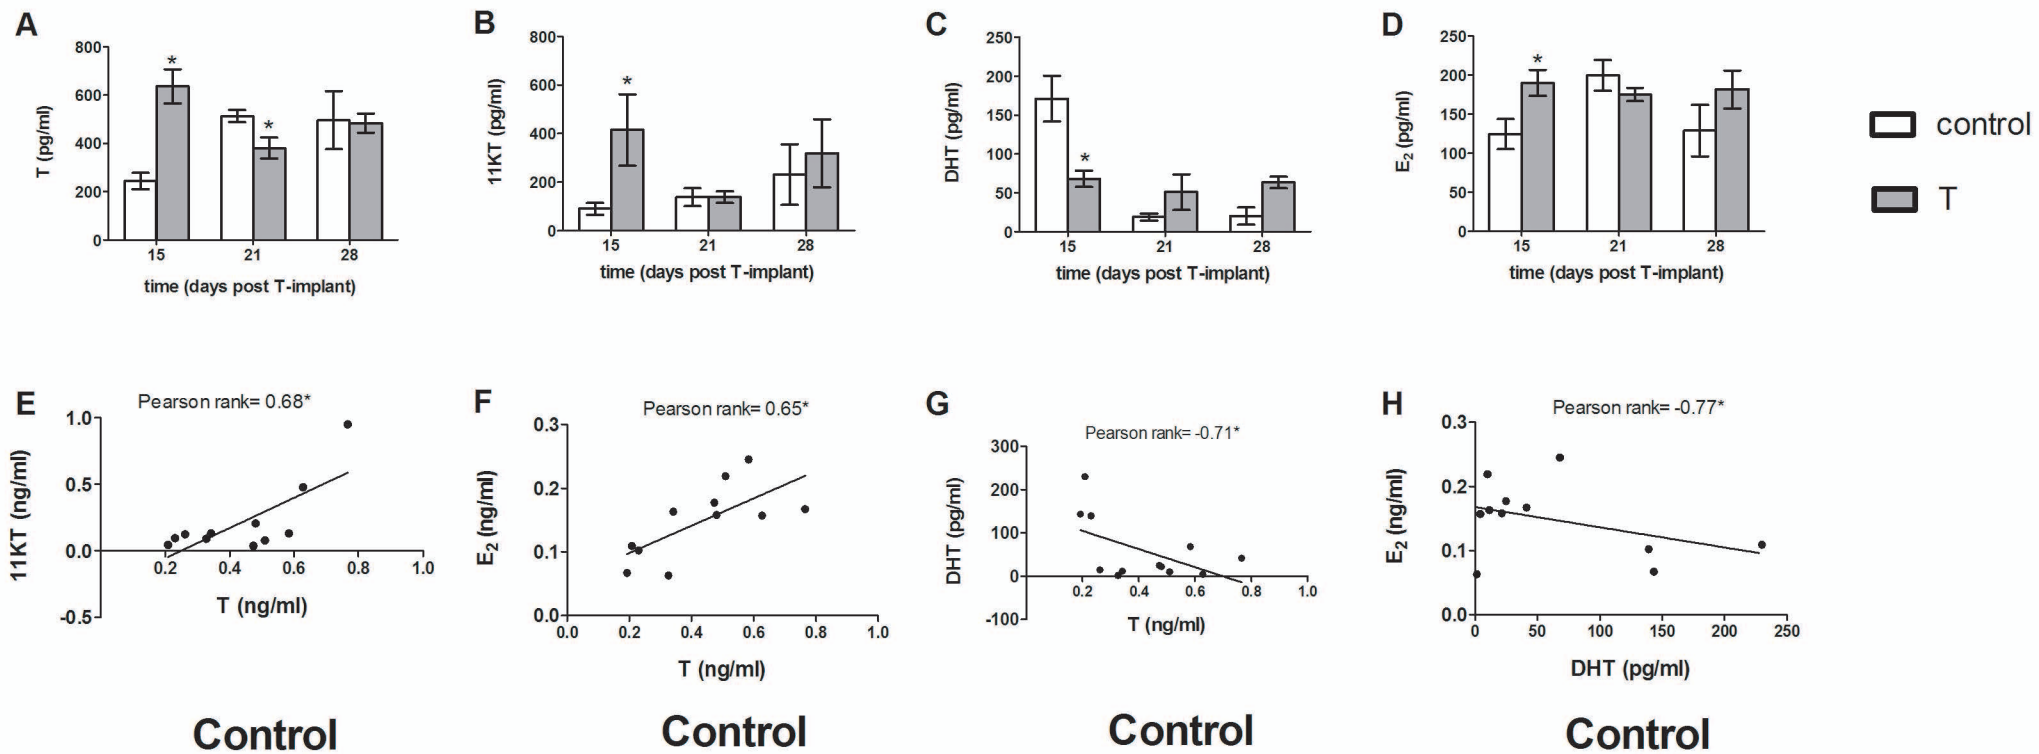 A
T (pg/ml)
800
600
400
200
0
*
*
15 21 28
time (days post T-implant)
B
11KT (pg/ml)
800
600
400
200
0
*
15 21 28
time (days post T-implant)
C
DHT (pg/ml)
250
200
150
100
50
0
*
15 21 28
time (days post T-implant)
D
E2 (pg/ml)
250
200
150
100
50
0
*
15 21 28
time (days post T-implant)
control
T
E
Pearson rank= 0.68*
11KT (ng/ml)
1.0
0.5
0.0
-0.5
0.2 0.4 0.6 0.8 1.0
T (ng/ml)
Control
F
Pearson rank= 0.65*
E2 (ng/ml)
0.3
0.2
0.1
0.0
0.0 0.2 0.4 0.6 0.8 1.0
T (ng/ml)
Control
G
Pearson rank= -0.71*
DHT (pg/ml)
300
200
100
0
-100
0.2 0.4 0.6 0.8 1.0
T (ng/ml)
Control
H
Pearson rank= -0.77*
E2 (ng/ml)
0.3
0.2
0.1
0.0
0 50 100 150 200 250
DHT (pg/ml)
Control